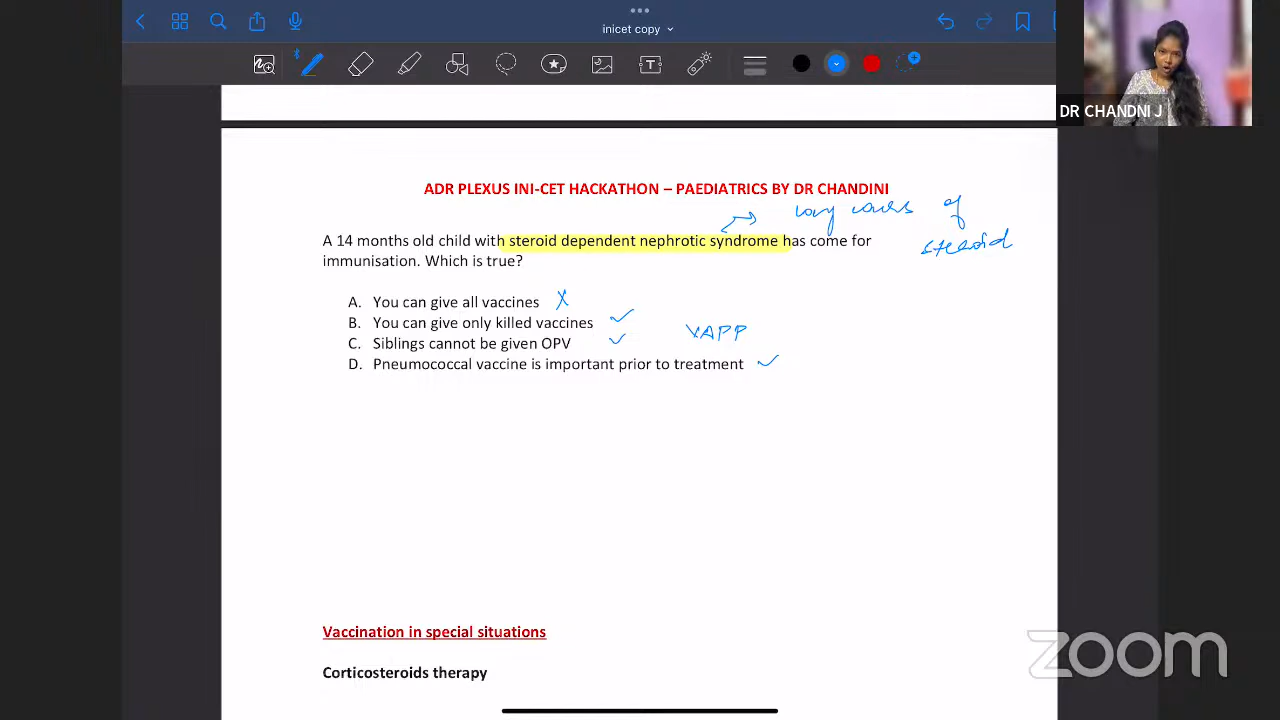 inicet copy
DR CHANDNI J
ADR PLEXUS INI-CET HACKATHON – PAEDIATRICS BY DR CHANDINI
long courses of
steroid
A 14 months old child with steroid dependent nephrotic syndrome has come for
immunisation. Which is true?
A. You can give all vaccines X
B. You can give only killed vaccines ✓
VAPP
C. Siblings cannot be given OPV ✓
D. Pneumococcal vaccine is important prior to treatment ✓
Vaccination in special situations
Corticosteroids therapy
zoom